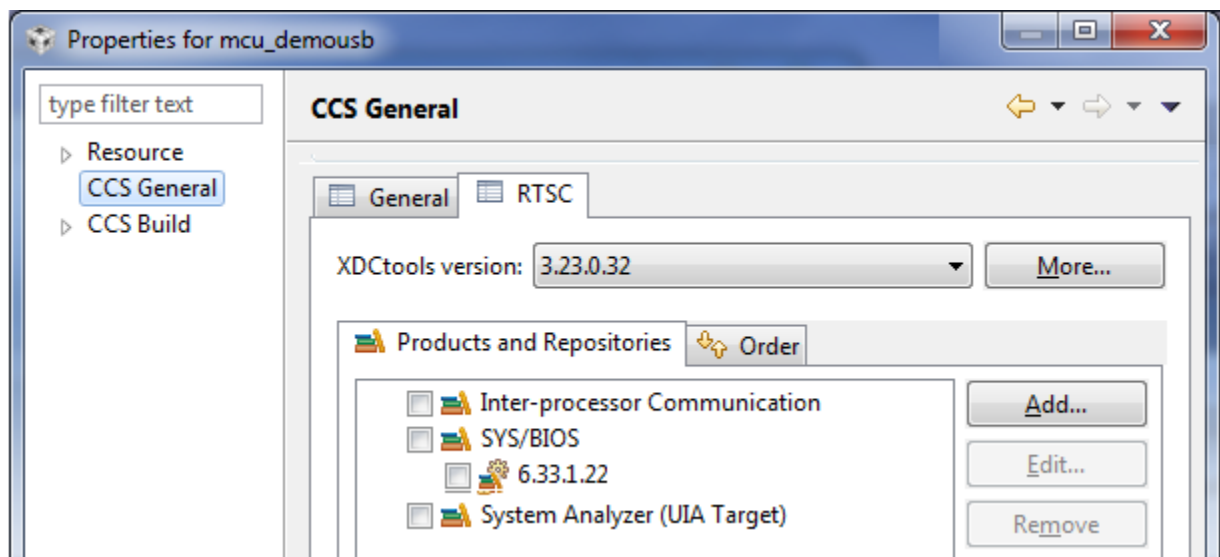 Properties for mcu_demousb
type filter text
Resource
CCS General
CCS Build
CCS General
General
RTSC
XDCtools version:
3.23.0.32
More...
Products and Repositories
Order
Inter-processor Communication
SYS/BIOS
6.33.1.22
System Analyzer (UIA Target)
Add...
Edit...
Remove